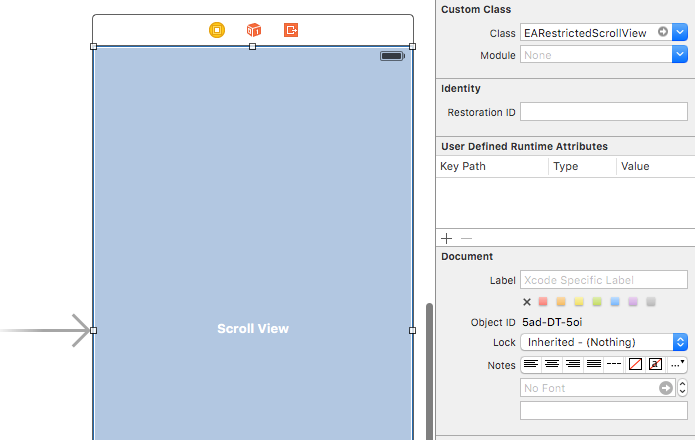 Custom Class
Class EARestrictedScrollView
Module None
Identity
Restoration ID
User Defined Runtime Attributes
Key Path Type Value
Document
Label Xcode Specific Label
Object ID 5ad-DT-5oi
Lock Inherited - (Nothing)
Notes
No Font
Scroll View